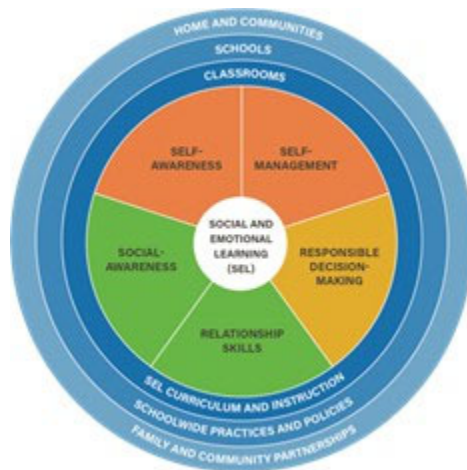 HOME AND COMMUNITIES
SCHOOLS
CLASSROOMS
SELF-
AWARENESS
SELF-
MANAGEMENT
SOCIAL AND
EMOTIONAL
LEARNING
(SEL)
SOCIAL-
AWARENESS
RESPONSIBLE
DECISION-
MAKING
RELATIONSHIP
SKILLS
SEL CURRICULUM AND INSTRUCTION
SCHOOLWIDE PRACTICES AND POLICIES
FAMILY AND COMMUNITY PARTNERSHIPS